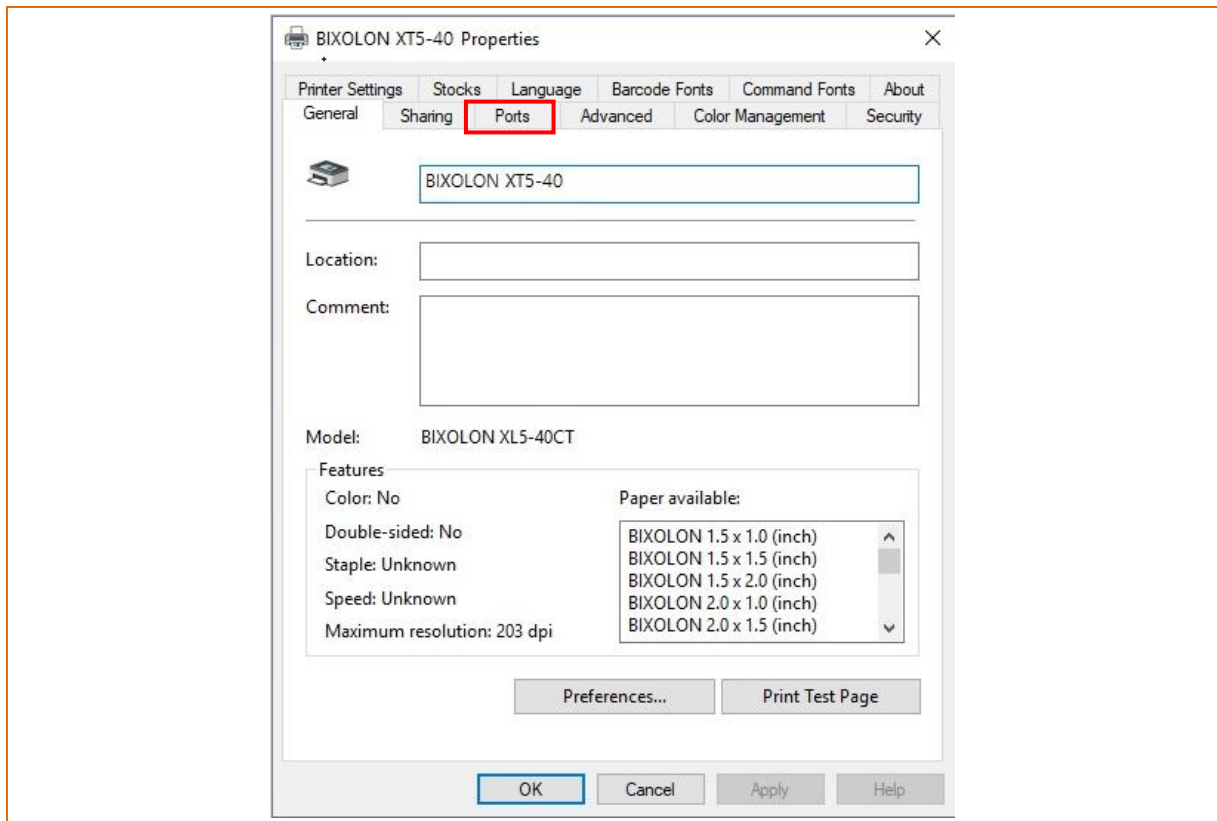 BIXOLON XT5-40 Properties
Printer Settings Stocks Language Barcode Fonts Command Fonts About
General Sharing Ports Advanced Color Management Security
BIXOLON XT5-40
Location:
Comment:
Model: BIXOLON XL5-40CT
Features
Color: No
Double-sided: No
Staple: Unknown
Speed: Unknown
Maximum resolution: 203 dpi
Paper available:
BIXOLON 1.5 x 1.0 (inch)
BIXOLON 1.5 x 1.5 (inch)
BIXOLON 1.5 x 2.0 (inch)
BIXOLON 2.0 x 1.0 (inch)
BIXOLON 2.0 x 1.5 (inch)
Preferences... Print Test Page
OK Cancel Apply Help